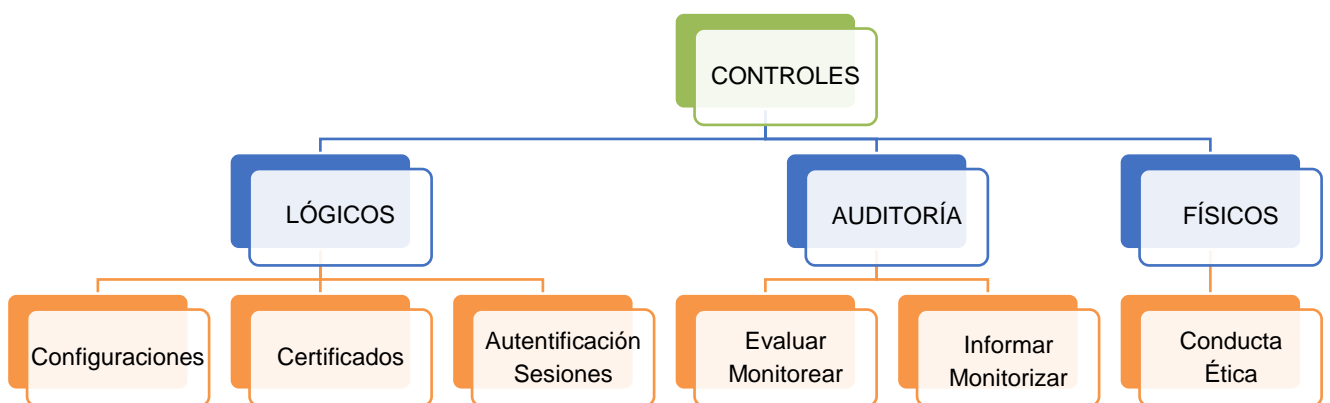 CONTROLES
LÓGICOS
AUDITORÍA
FÍSICOS
Configuraciones
Certificados
Autentificación
Sesiones
Evaluar
Monitorear
Informar
Monitorizar
Conducta
Ética